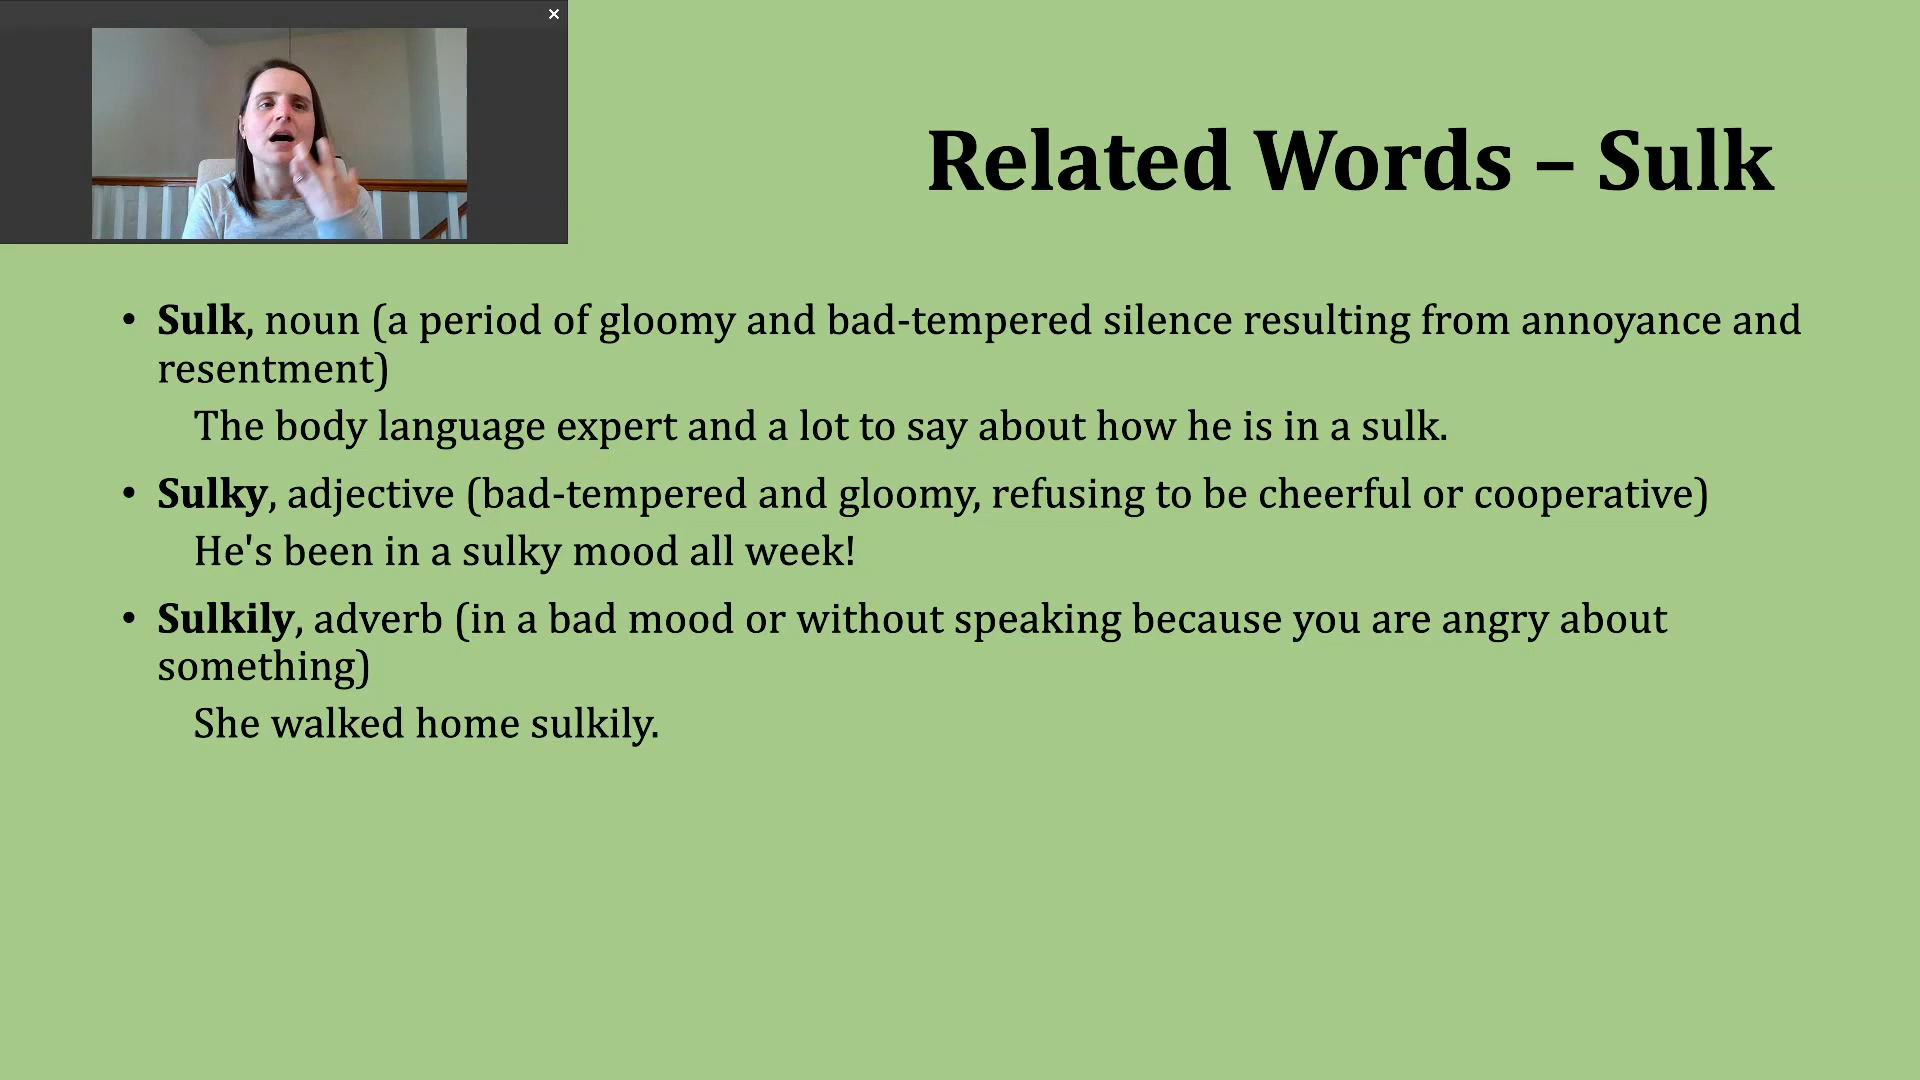 Related Words – Sulk
• Sulk, noun (a period of gloomy and bad-tempered silence resulting from annoyance and
resentment)
The body language expert and a lot to say about how he is in a sulk.
• Sulky, adjective (bad-tempered and gloomy, refusing to be cheerful or cooperative)
He's been in a sulky mood all week!
• Sulkily, adverb (in a bad mood or without speaking because you are angry about
something)
She walked home sulkily.